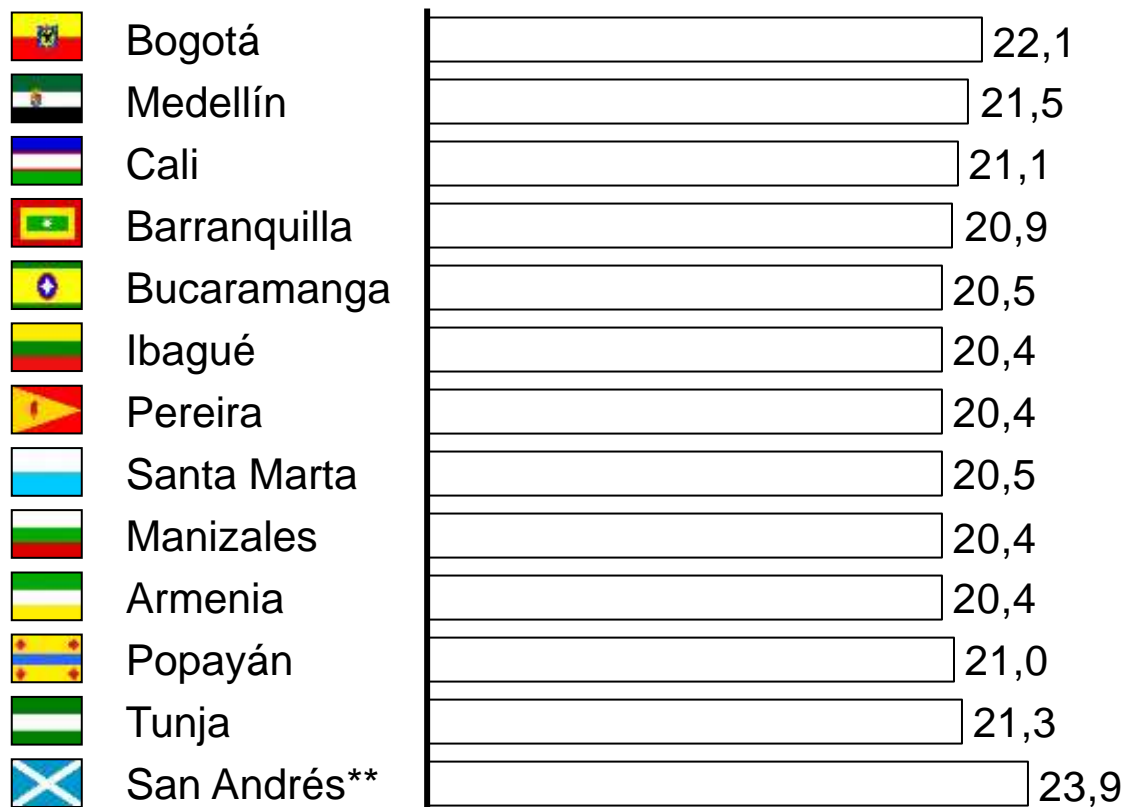 Bogotá 22,1
Medellín 21,5
Cali 21,1
Barranquilla 20,9
Bucaramanga 20,5
Ibagué 20,4
Pereira 20,4
Santa Marta 20,5
Manizales 20,4
Armenia 20,4
Popayán 21,0
Tunja 21,3
San Andrés** 23,9